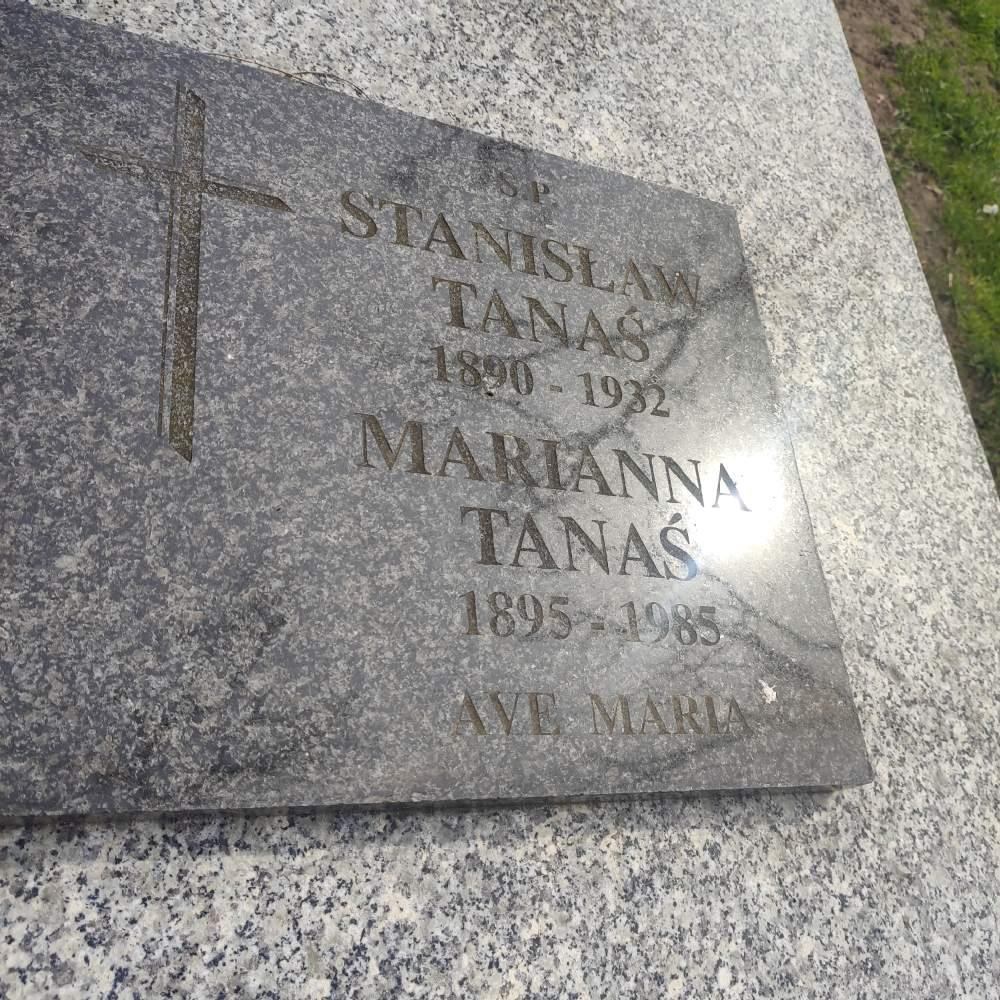 Ś.P.
STANISŁAW
TANAŚ
1890 - 1932
MARIANNA
TANAŚ
1895 - 1985
AVE MARIA